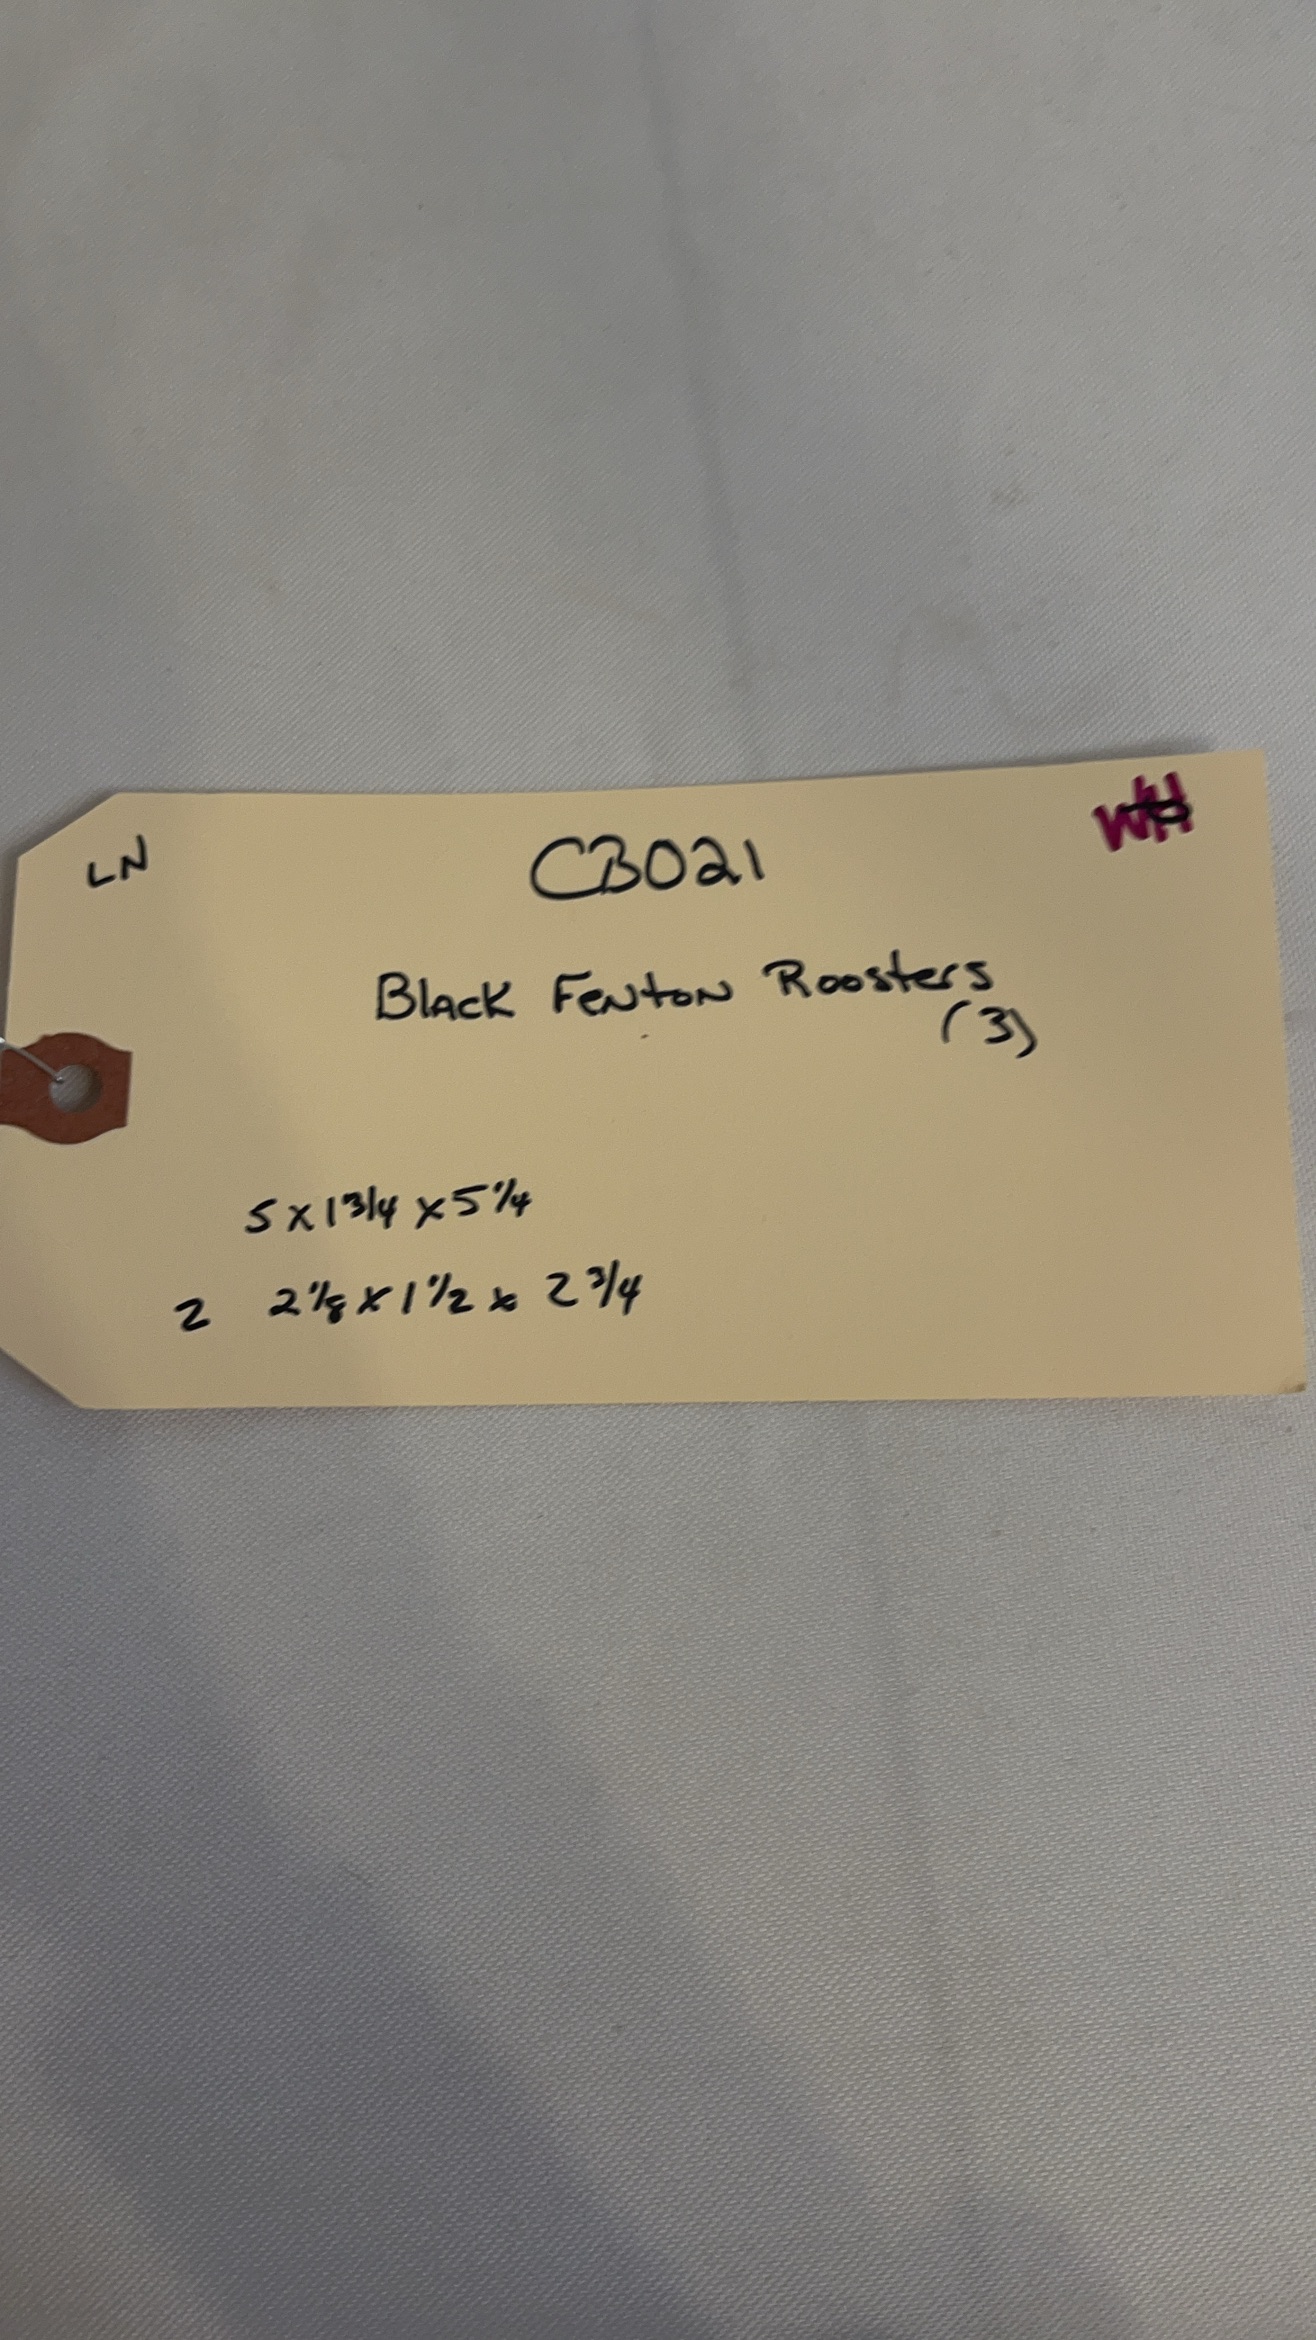 LN
CB021
WH
Black Fenton Roosters
(3)
5 x 1 3/4 x 5 1/4
2 2 1/8 x 1 1/2 x 2 3/4